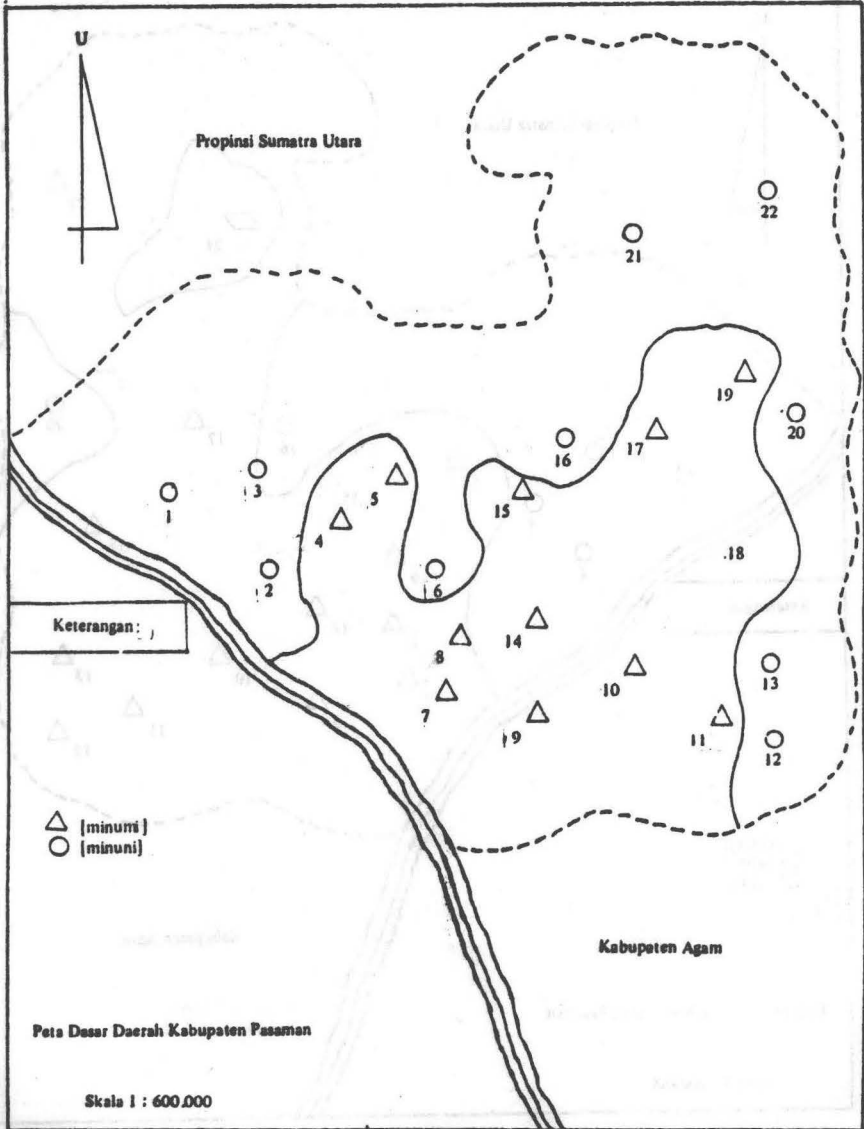 U
Propinsi Sumatra Utara
22
21
19
20
17
16
3
5
15
1
4
18
2
6
Keterangan:
14
8
13
10
7
9
11
12
[minumi]
[minuni]
Kabupaten Agam
Peta Dasar Daerah Kabupaten Pasaman
Skala 1 : 600.000